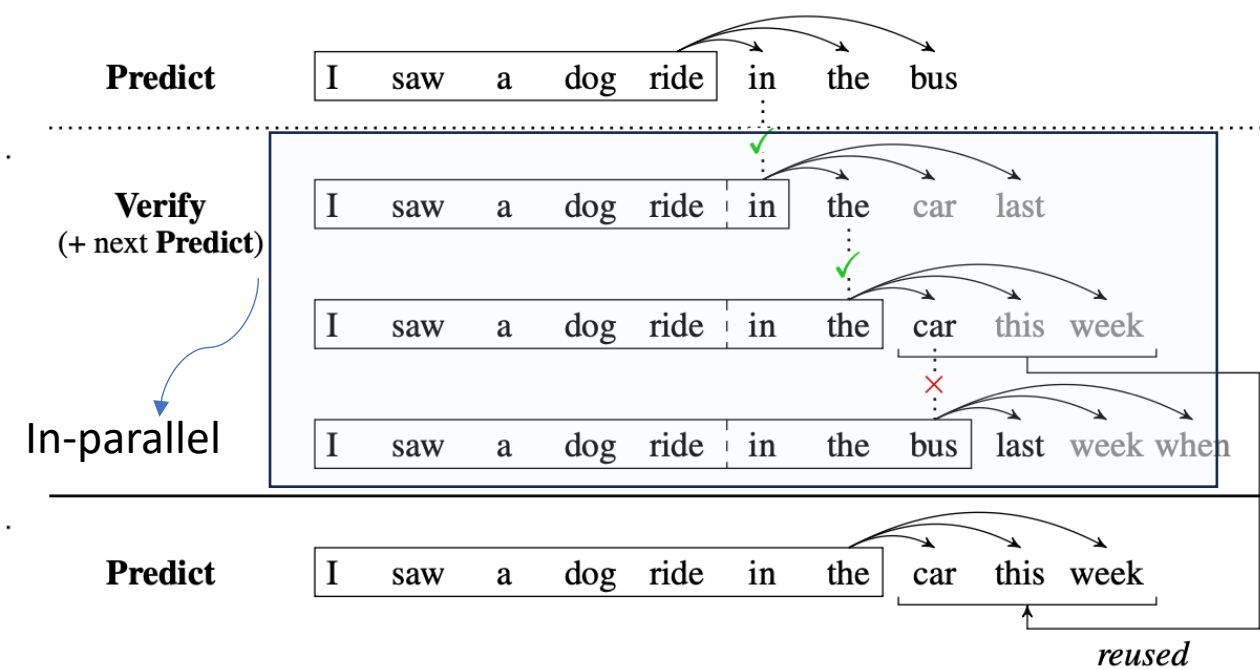 Predict I saw a dog ride in the bus
Verify I saw a dog ride in the car last
(+ next Predict)
I saw a dog ride in the car this week
In-parallel I saw a dog ride in the bus last week when
Predict I saw a dog ride in the car this week
reused